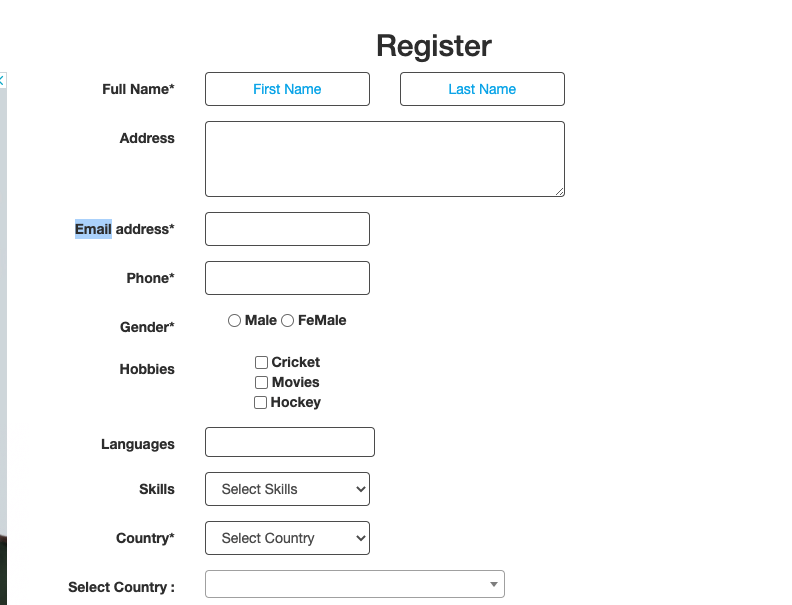 Register
Full Name* First Name Last Name
Address
Email address*
Phone*
Gender* Male FeMale
Hobbies Cricket
Movies
Hockey
Languages
Skills Select Skills
Country* Select Country
Select Country :